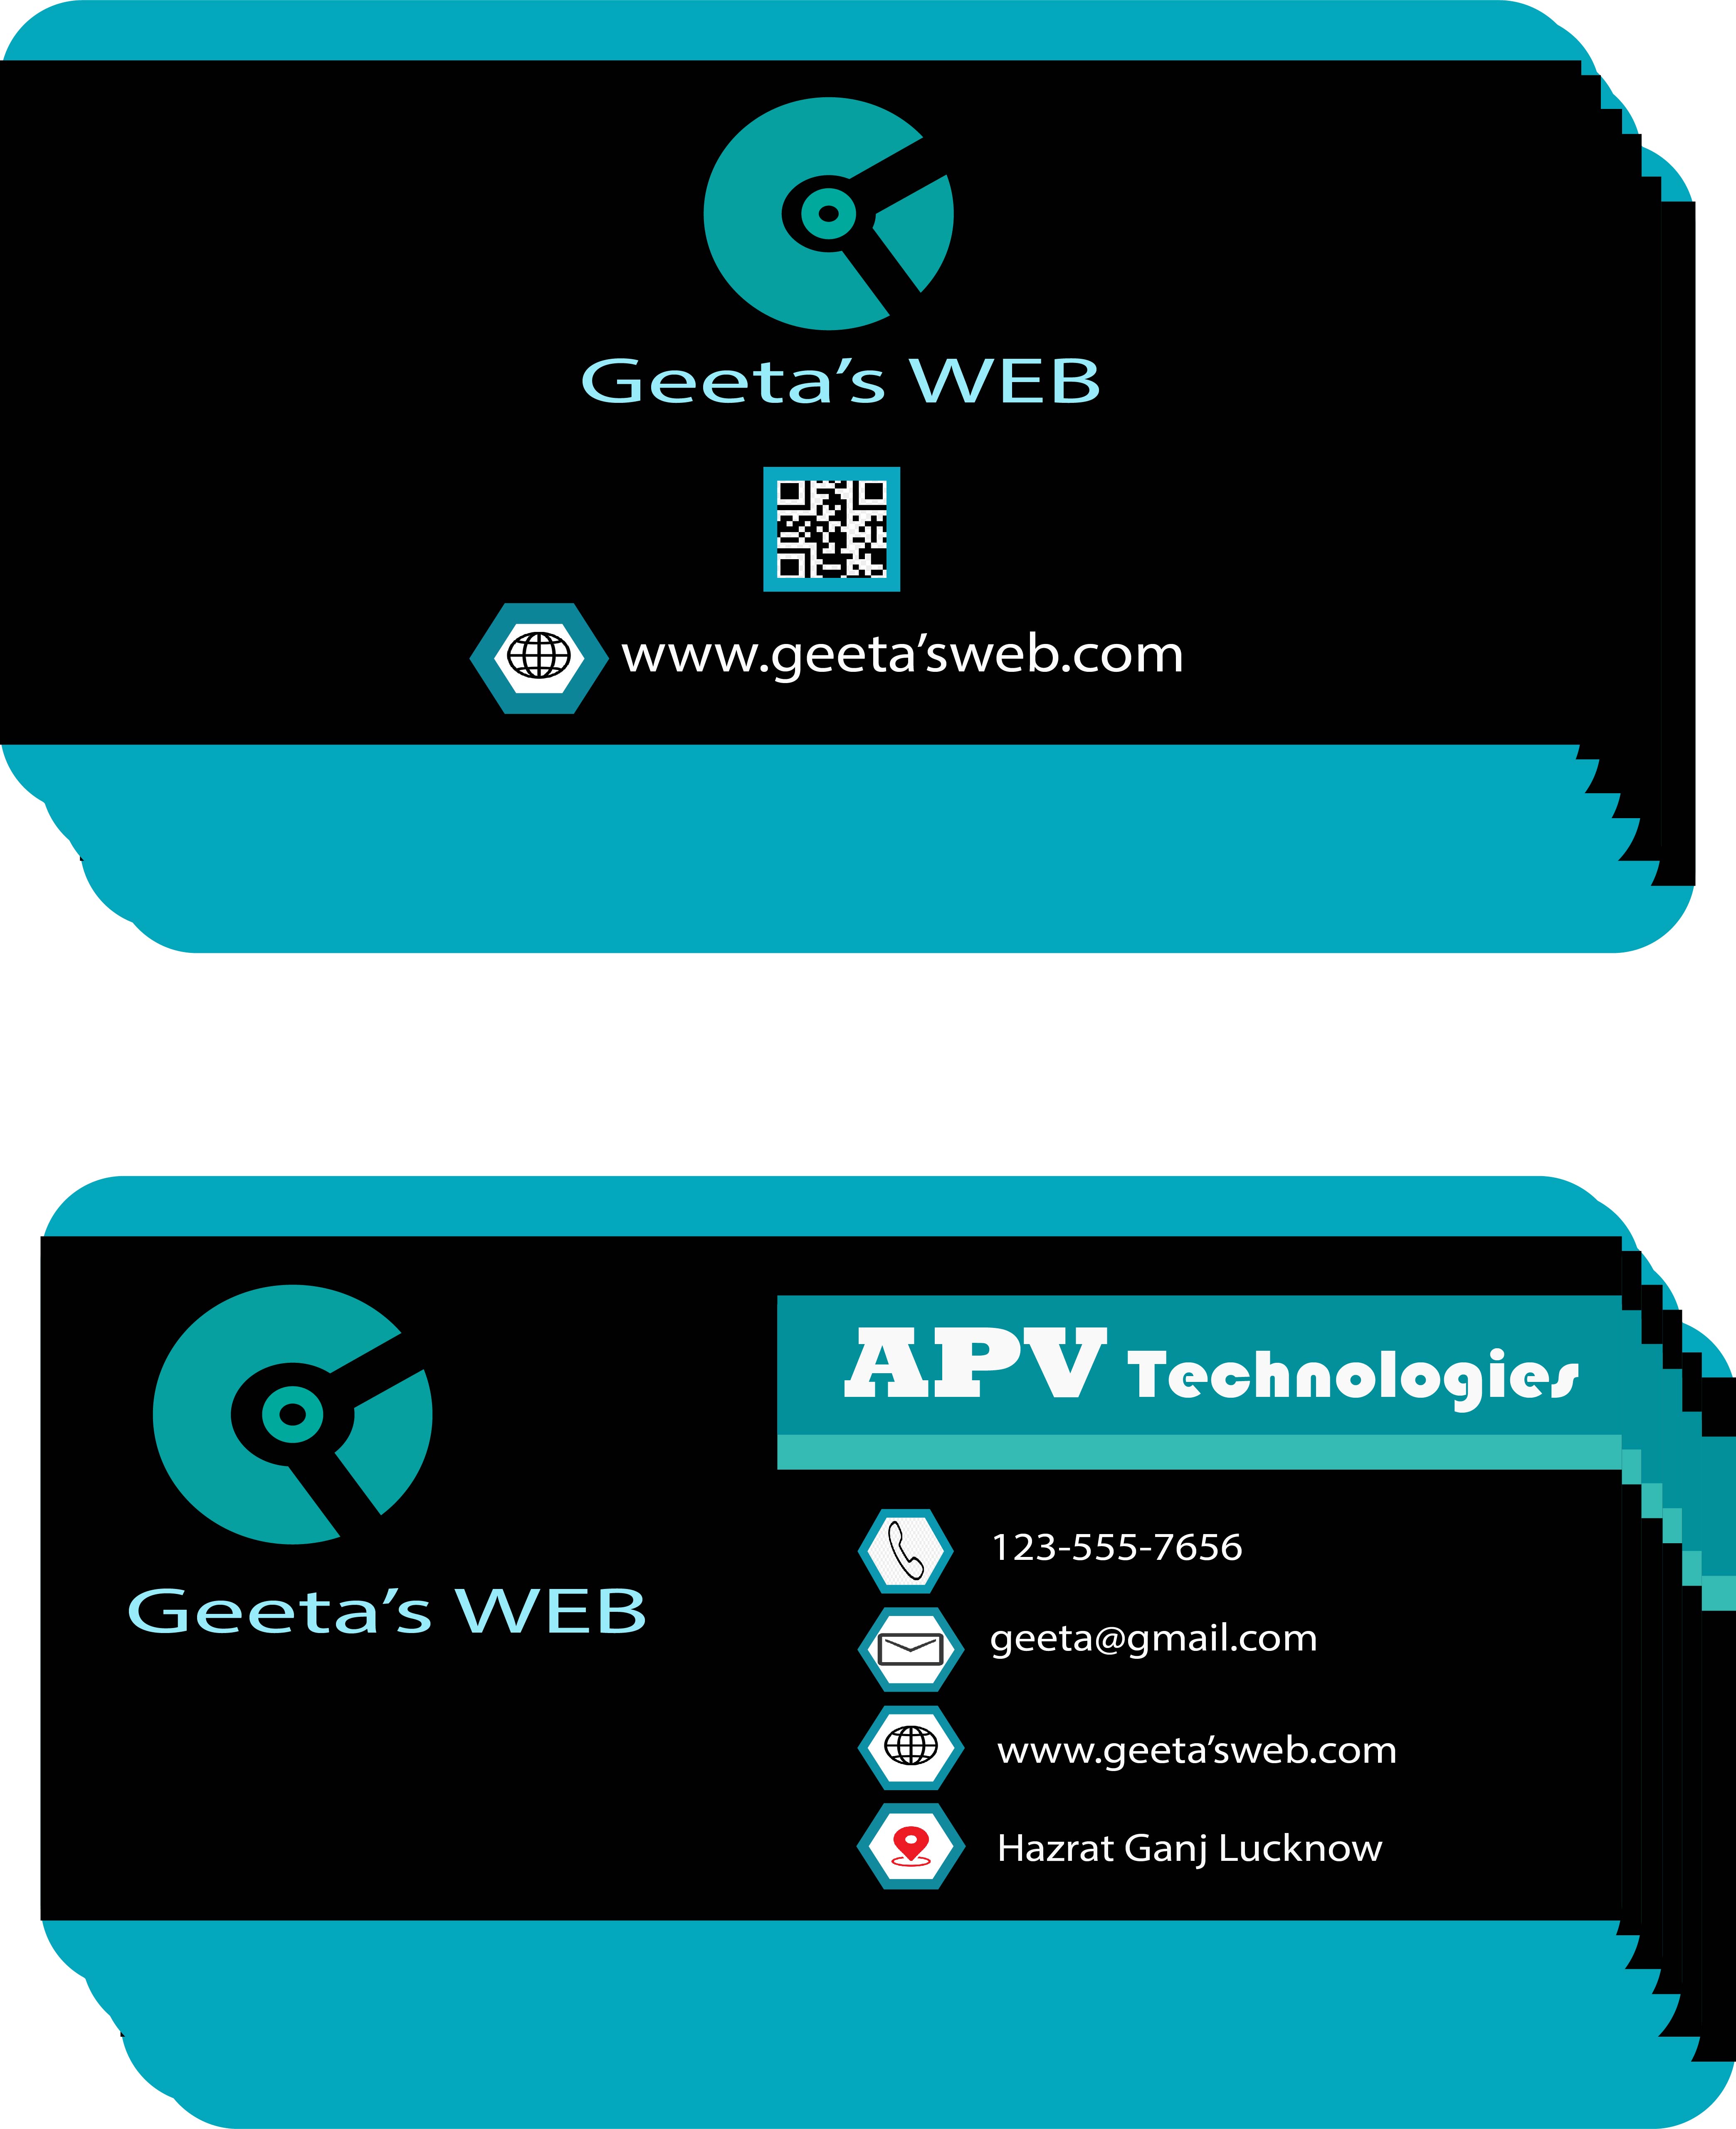 Geeta’s WEB
www.geeta’sweb.com
APV Technologies
Geeta’s WEB
123-555-7656
geeta@gmail.com
www.geeta’sweb.com
Hazrat Ganj Lucknow